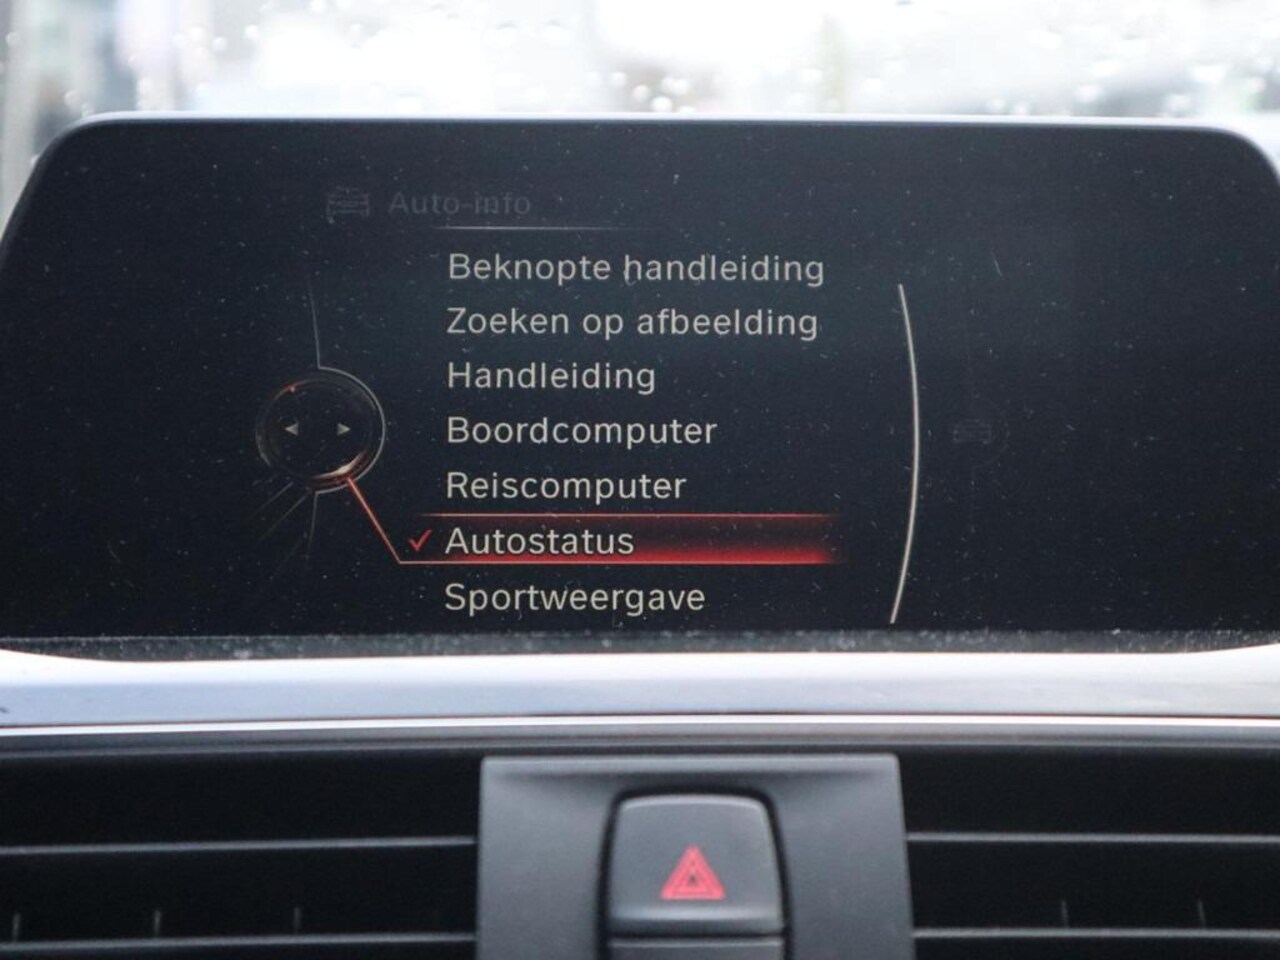 Auto-info
Beknopte handleiding
Zoeken op afbeelding
Handleiding
Boordcomputer
Reiscomputer
Autostatus
Sportweergave